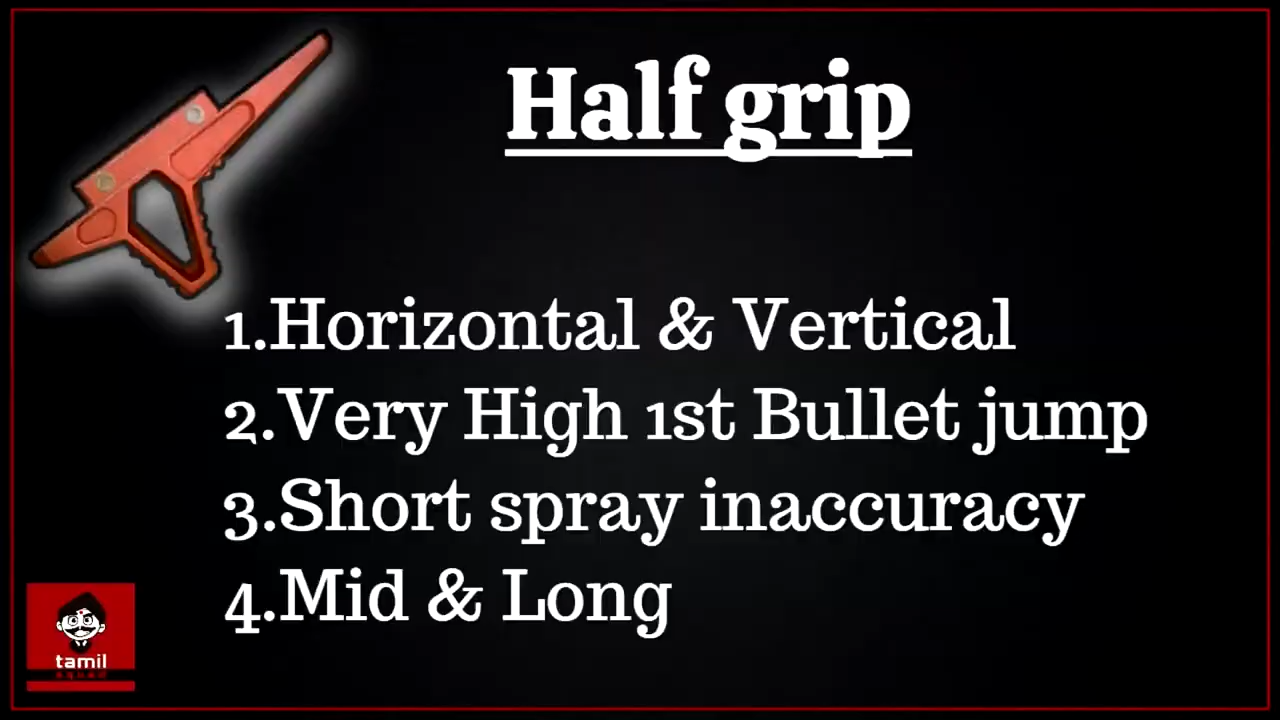 Half grip
1.Horizontal & Vertical
2.Very High 1st Bullet jump
3.Short spray inaccuracy
4.Mid & Long
tamil
squad